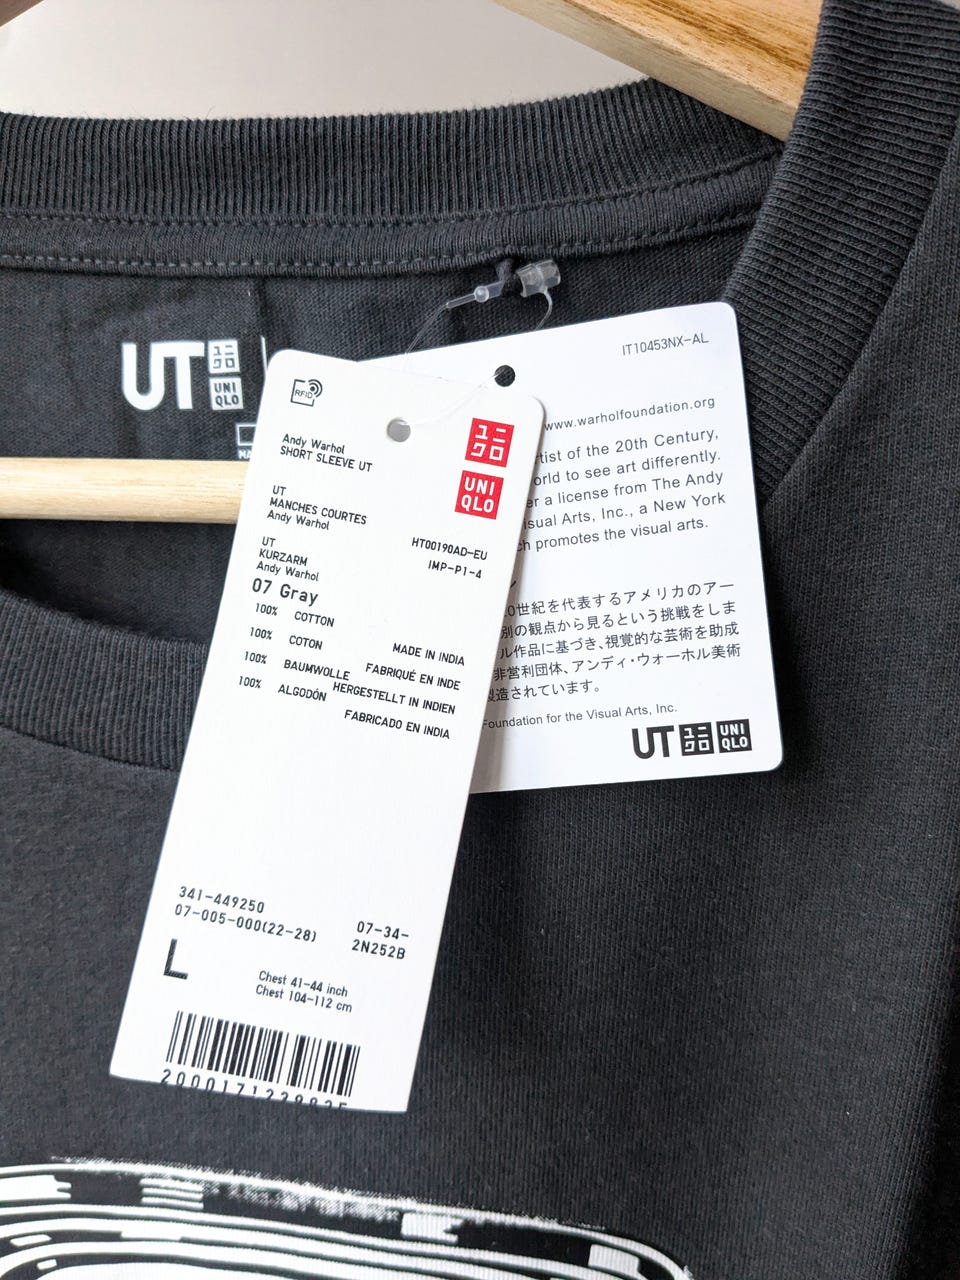 UT ユニクロ
UNI
QLO
RFID
Andy Warhol
SHORT SLEEVE UT
ユニ
クロ
UNI
QLO
UT
MANCHES COURTES
Andy Warhol
UT
KURZARM
Andy Warhol
HT00190AD-EU
IMP-P1-4
07 Gray
100% COTTON
100% COTON
100% BAUMWOLLE
100% ALGODÓN
MADE IN INDIA
FABRIQUÉ EN INDE
HERGESTELLT IN INDIEN
FABRICADO EN INDIA
341-449250
07-005-000(22-28)
07-34-
2N252B
L
Chest 41-44 inch
Chest 104-112 cm
IT10453NX-AL
www.warholfoundation.org
of the 20th Century,
to see art differently.
a license from The Andy
Arts, Inc., a New York
promotes the visual arts.
世紀を代表するアメリカのアー
別の観点から見るという挑戦をしま
ル作品に基づき、視覚的な芸術を助成
非営利団体、アンディ・ウォーホル美術
製造されています。
Foundation for the Visual Arts, Inc.
UT ユニクロ UNIQLO